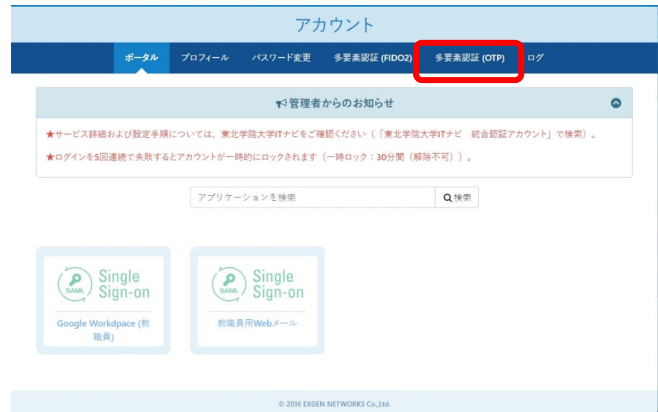 アカウント
ポータル プロフィール パスワード変更 多要素認証 (FIDO2) 多要素認証 (OTP) ログ
管理者からのお知らせ
★サービス詳細および設定手順については、東北学院大学ITナビをご確認ください（「東北学院大学ITナビ　統合認証アカウント」で検索）。
★ログインを5回連続で失敗するとアカウントが一時的にロックされます（一時ロック：30分間（解除不可））。
アプリケーションを検索 検索
SAML Single Sign-on SAML Single Sign-on
Google Workdpace (教職員) 教職員用Webメール
© 2016 EXGEN NETWORKS Co.,Ltd.